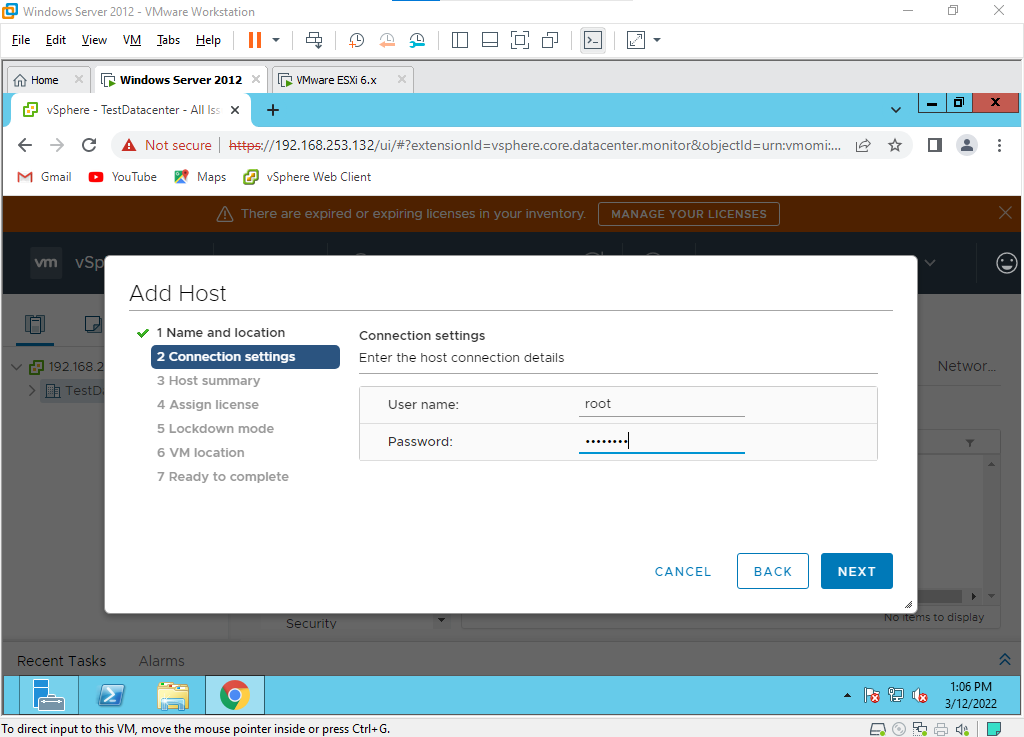 Windows Server 2012 - VMware Workstation
File Edit View VM Tabs Help
Home
Windows Server 2012
VMware ESXi 6.x
vSphere - TestDatacenter - All Iss
Not secure https://192.168.253.132/ui/#?extensionId=vsphere.core.datacenter.monitor&objectId=urn:vmomi:...
Gmail YouTube Maps vSphere Web Client
There are expired or expiring licenses in your inventory. MANAGE YOUR LICENSES
vm vSp
Add Host
1 Name and location
2 Connection settings
3 Host summary
4 Assign license
5 Lockdown mode
6 VM location
7 Ready to complete
Connection settings
Enter the host connection details
User name: root
Password: ••••••••
CANCEL BACK NEXT
192.168.2
TestDa
Networ...
Security
No items to display
Recent Tasks Alarms
1:06 PM
3/12/2022
To direct input to this VM, move the mouse pointer inside or press Ctrl+G.